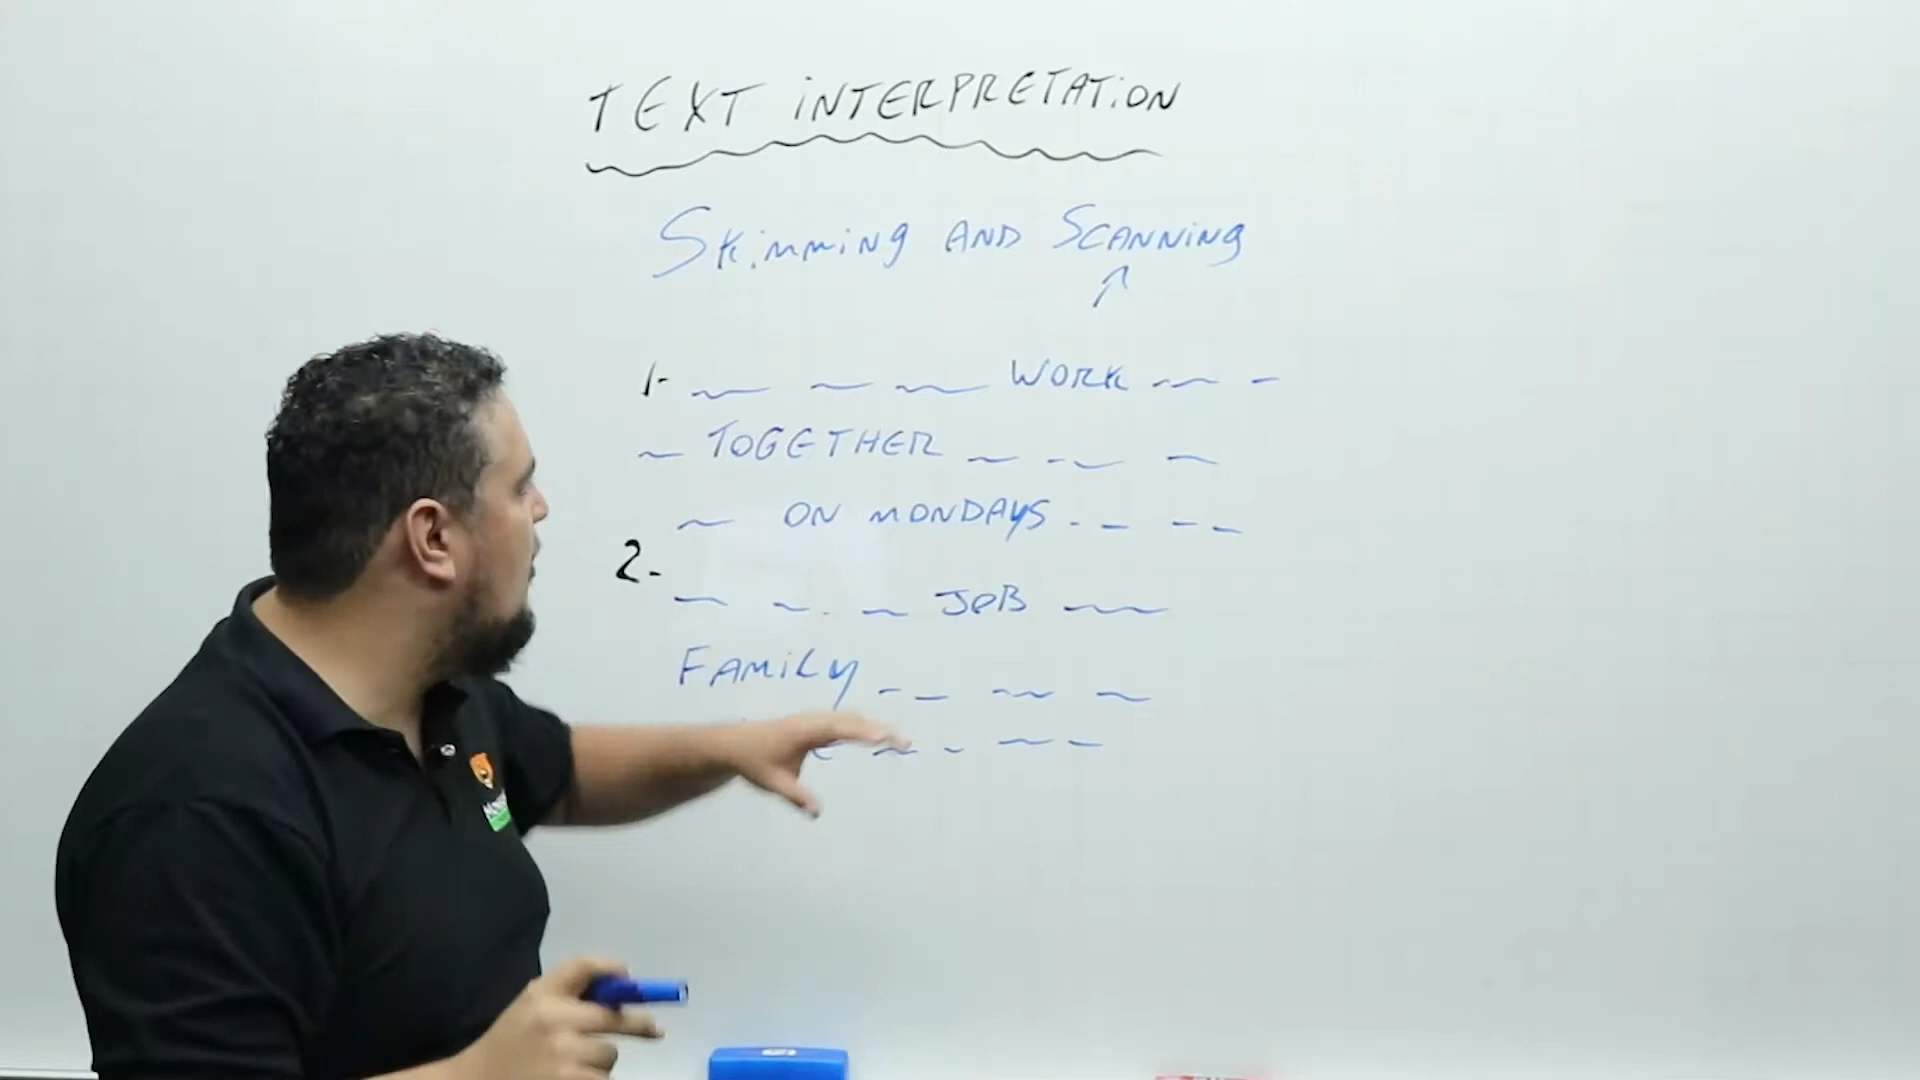 TEXT iNTERPRETATiON
SkimmiNg AND SCANNiNg
1- WORK
TOGETHER
ON MONDAYS
2-
JOB
FAMiLy